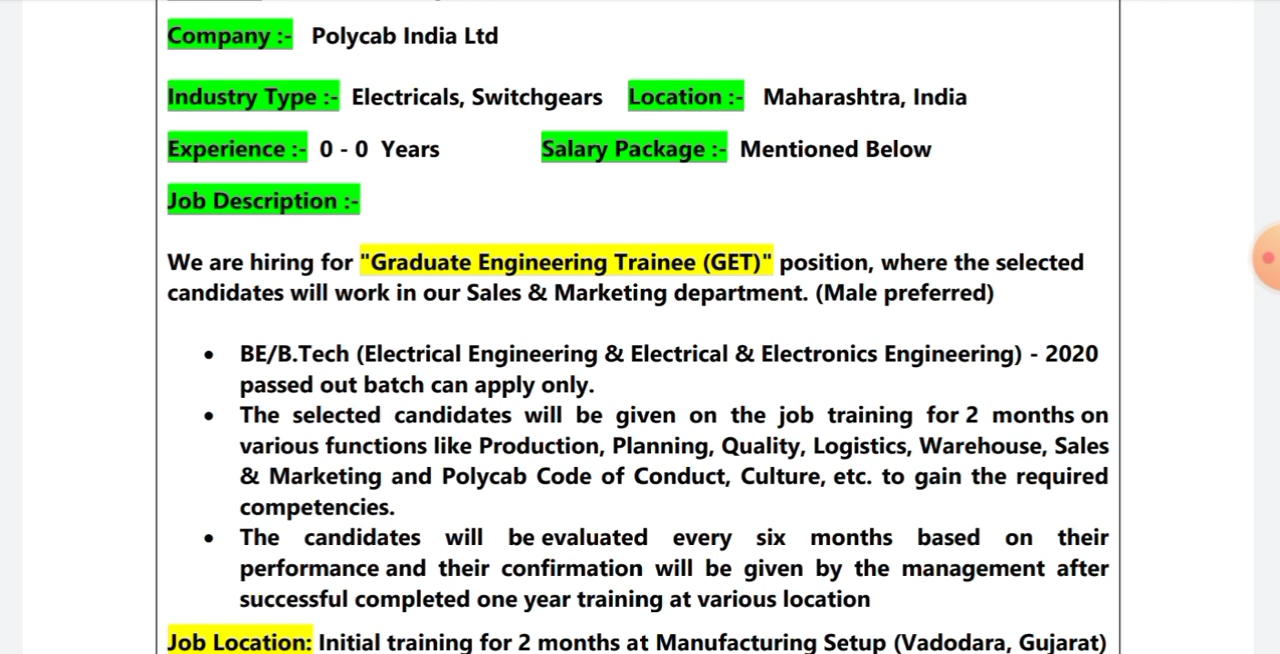 Company :- Polycab India Ltd
Industry Type :- Electricals, Switchgears Location :- Maharashtra, India
Experience :- 0 - 0 Years Salary Package :- Mentioned Below
Job Description :-
We are hiring for "Graduate Engineering Trainee (GET)" position, where the selected
candidates will work in our Sales & Marketing department. (Male preferred)
• BE/B.Tech (Electrical Engineering & Electrical & Electronics Engineering) - 2020
passed out batch can apply only.
• The selected candidates will be given on the job training for 2 months on
various functions like Production, Planning, Quality, Logistics, Warehouse, Sales
& Marketing and Polycab Code of Conduct, Culture, etc. to gain the required
competencies.
• The candidates will be evaluated every six months based on their
performance and their confirmation will be given by the management after
successful completed one year training at various location
Job Location: Initial training for 2 months at Manufacturing Setup (Vadodara, Gujarat)